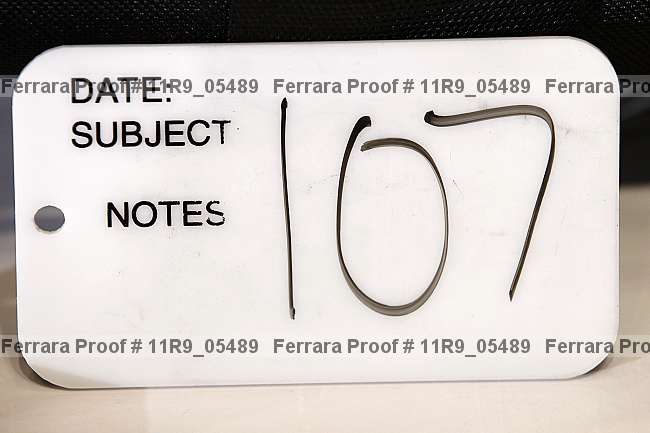 Ferrara Proof # 11R9_05489 Ferrara Proof # 11R9_05489 Ferrara Proof
DATE:
SUBJECT
107
NOTES
Ferrara Proof # 11R9_05489 Ferrara Proof # 11R9_05489 Ferrara Proof